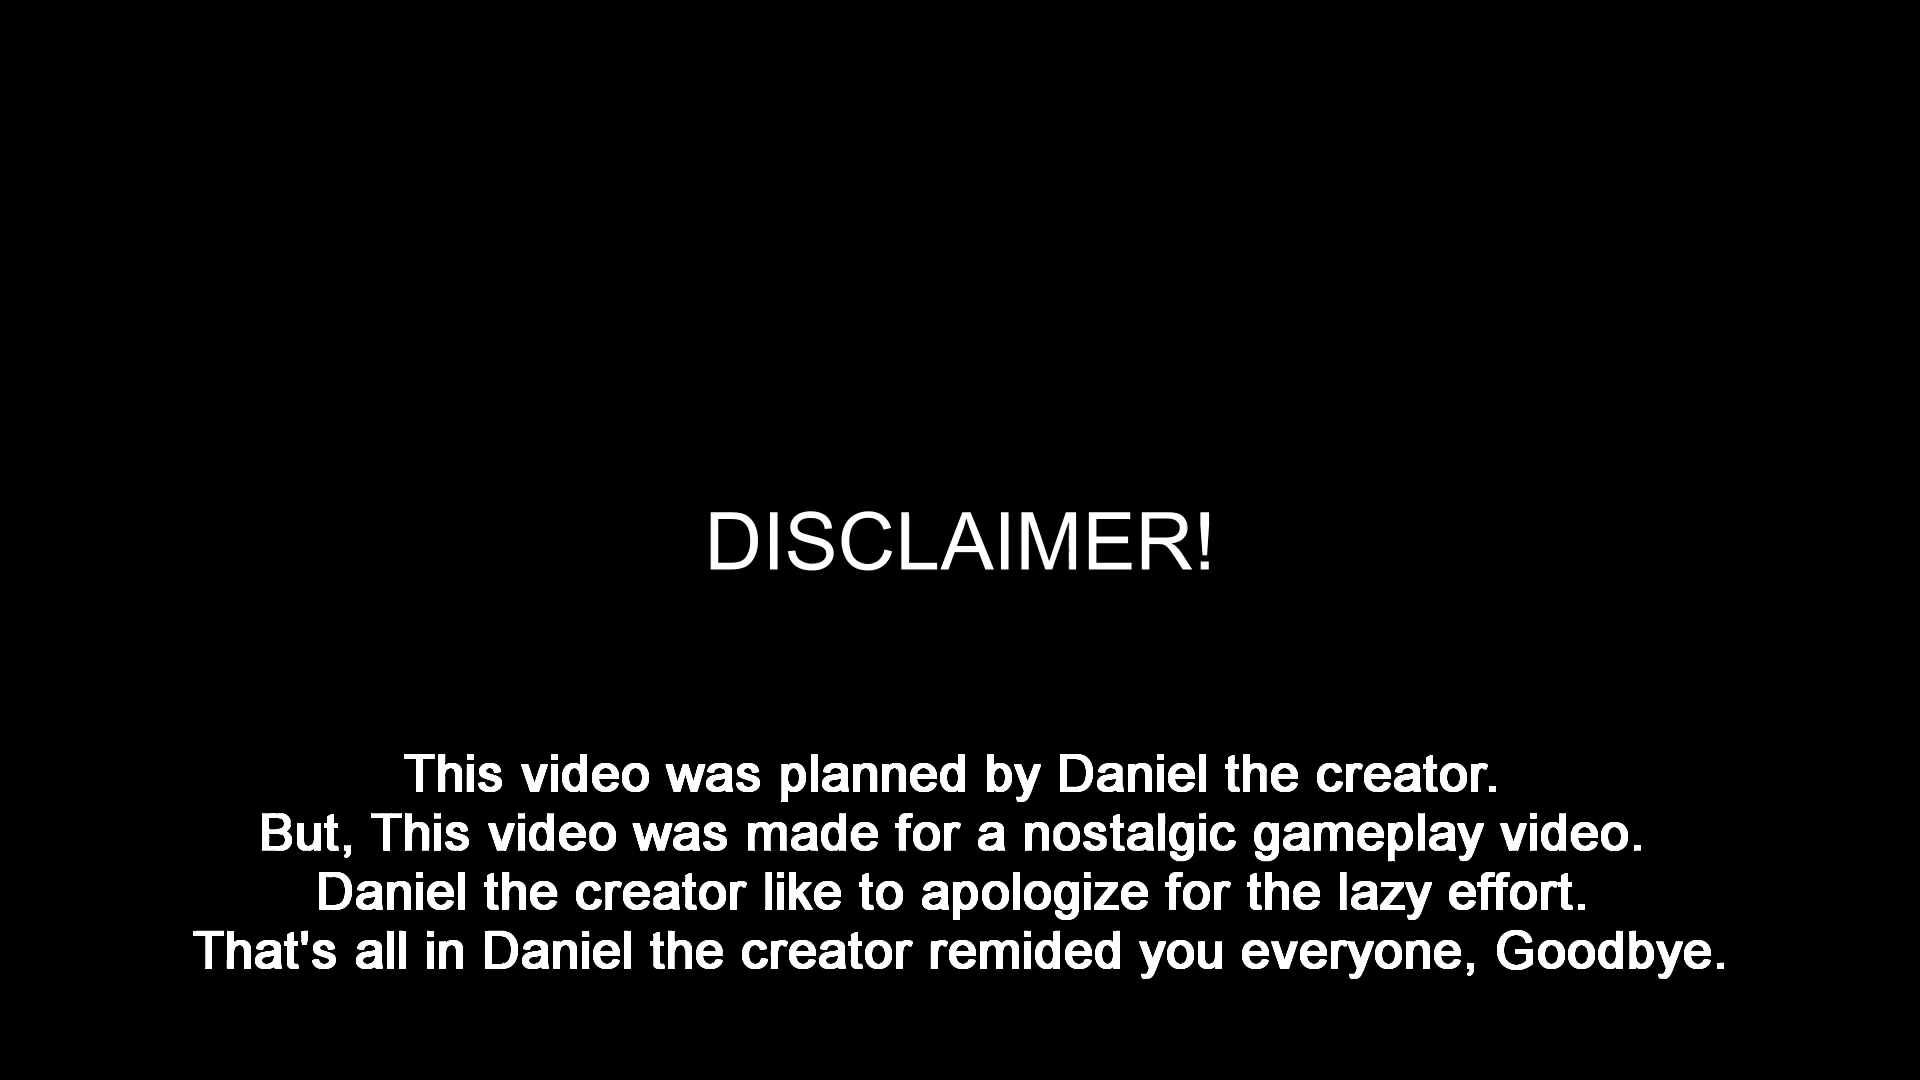 DISCLAIMER!
This video was planned by Daniel the creator.
But, This video was made for a nostalgic gameplay video.
Daniel the creator like to apologize for the lazy effort.
That's all in Daniel the creator remided you everyone, Goodbye.